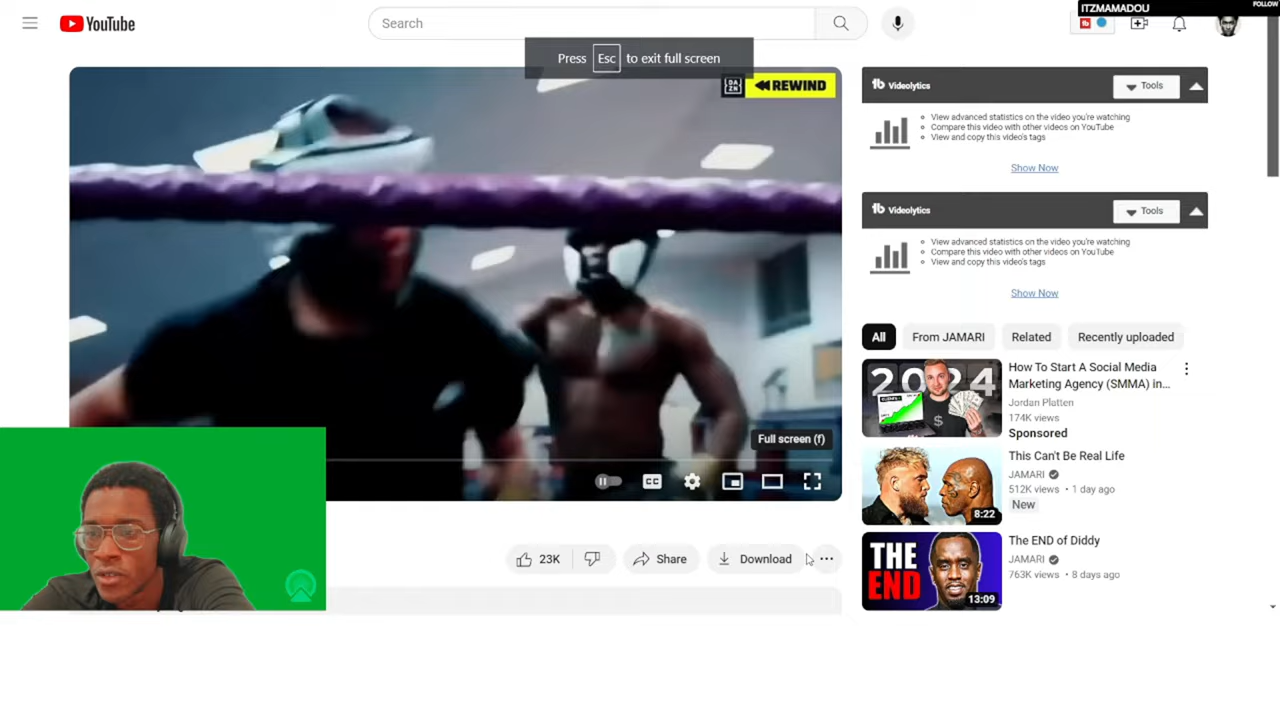 ITZMAMADOU
FOLLOW
YouTube
Search
Press Esc to exit full screen
DA
ZN
REWIND
Full screen (f)
23K
Share
Download
Videolytics
Tools
View advanced statistics on the video you're watching
Compare this video with other videos on YouTube
View and copy this video's tags
Show Now
Videolytics
Tools
View advanced statistics on the video you're watching
Compare this video with other videos on YouTube
View and copy this video's tags
Show Now
All
From JAMARI
Related
Recently uploaded
2024
How To Start A Social Media
Marketing Agency (SMMA) in...
Jordan Platten
174K views
Sponsored
8:22
This Can't Be Real Life
JAMARI
512K views • 1 day ago
New
THE
END
13:09
The END of Diddy
JAMARI
763K views • 8 days ago